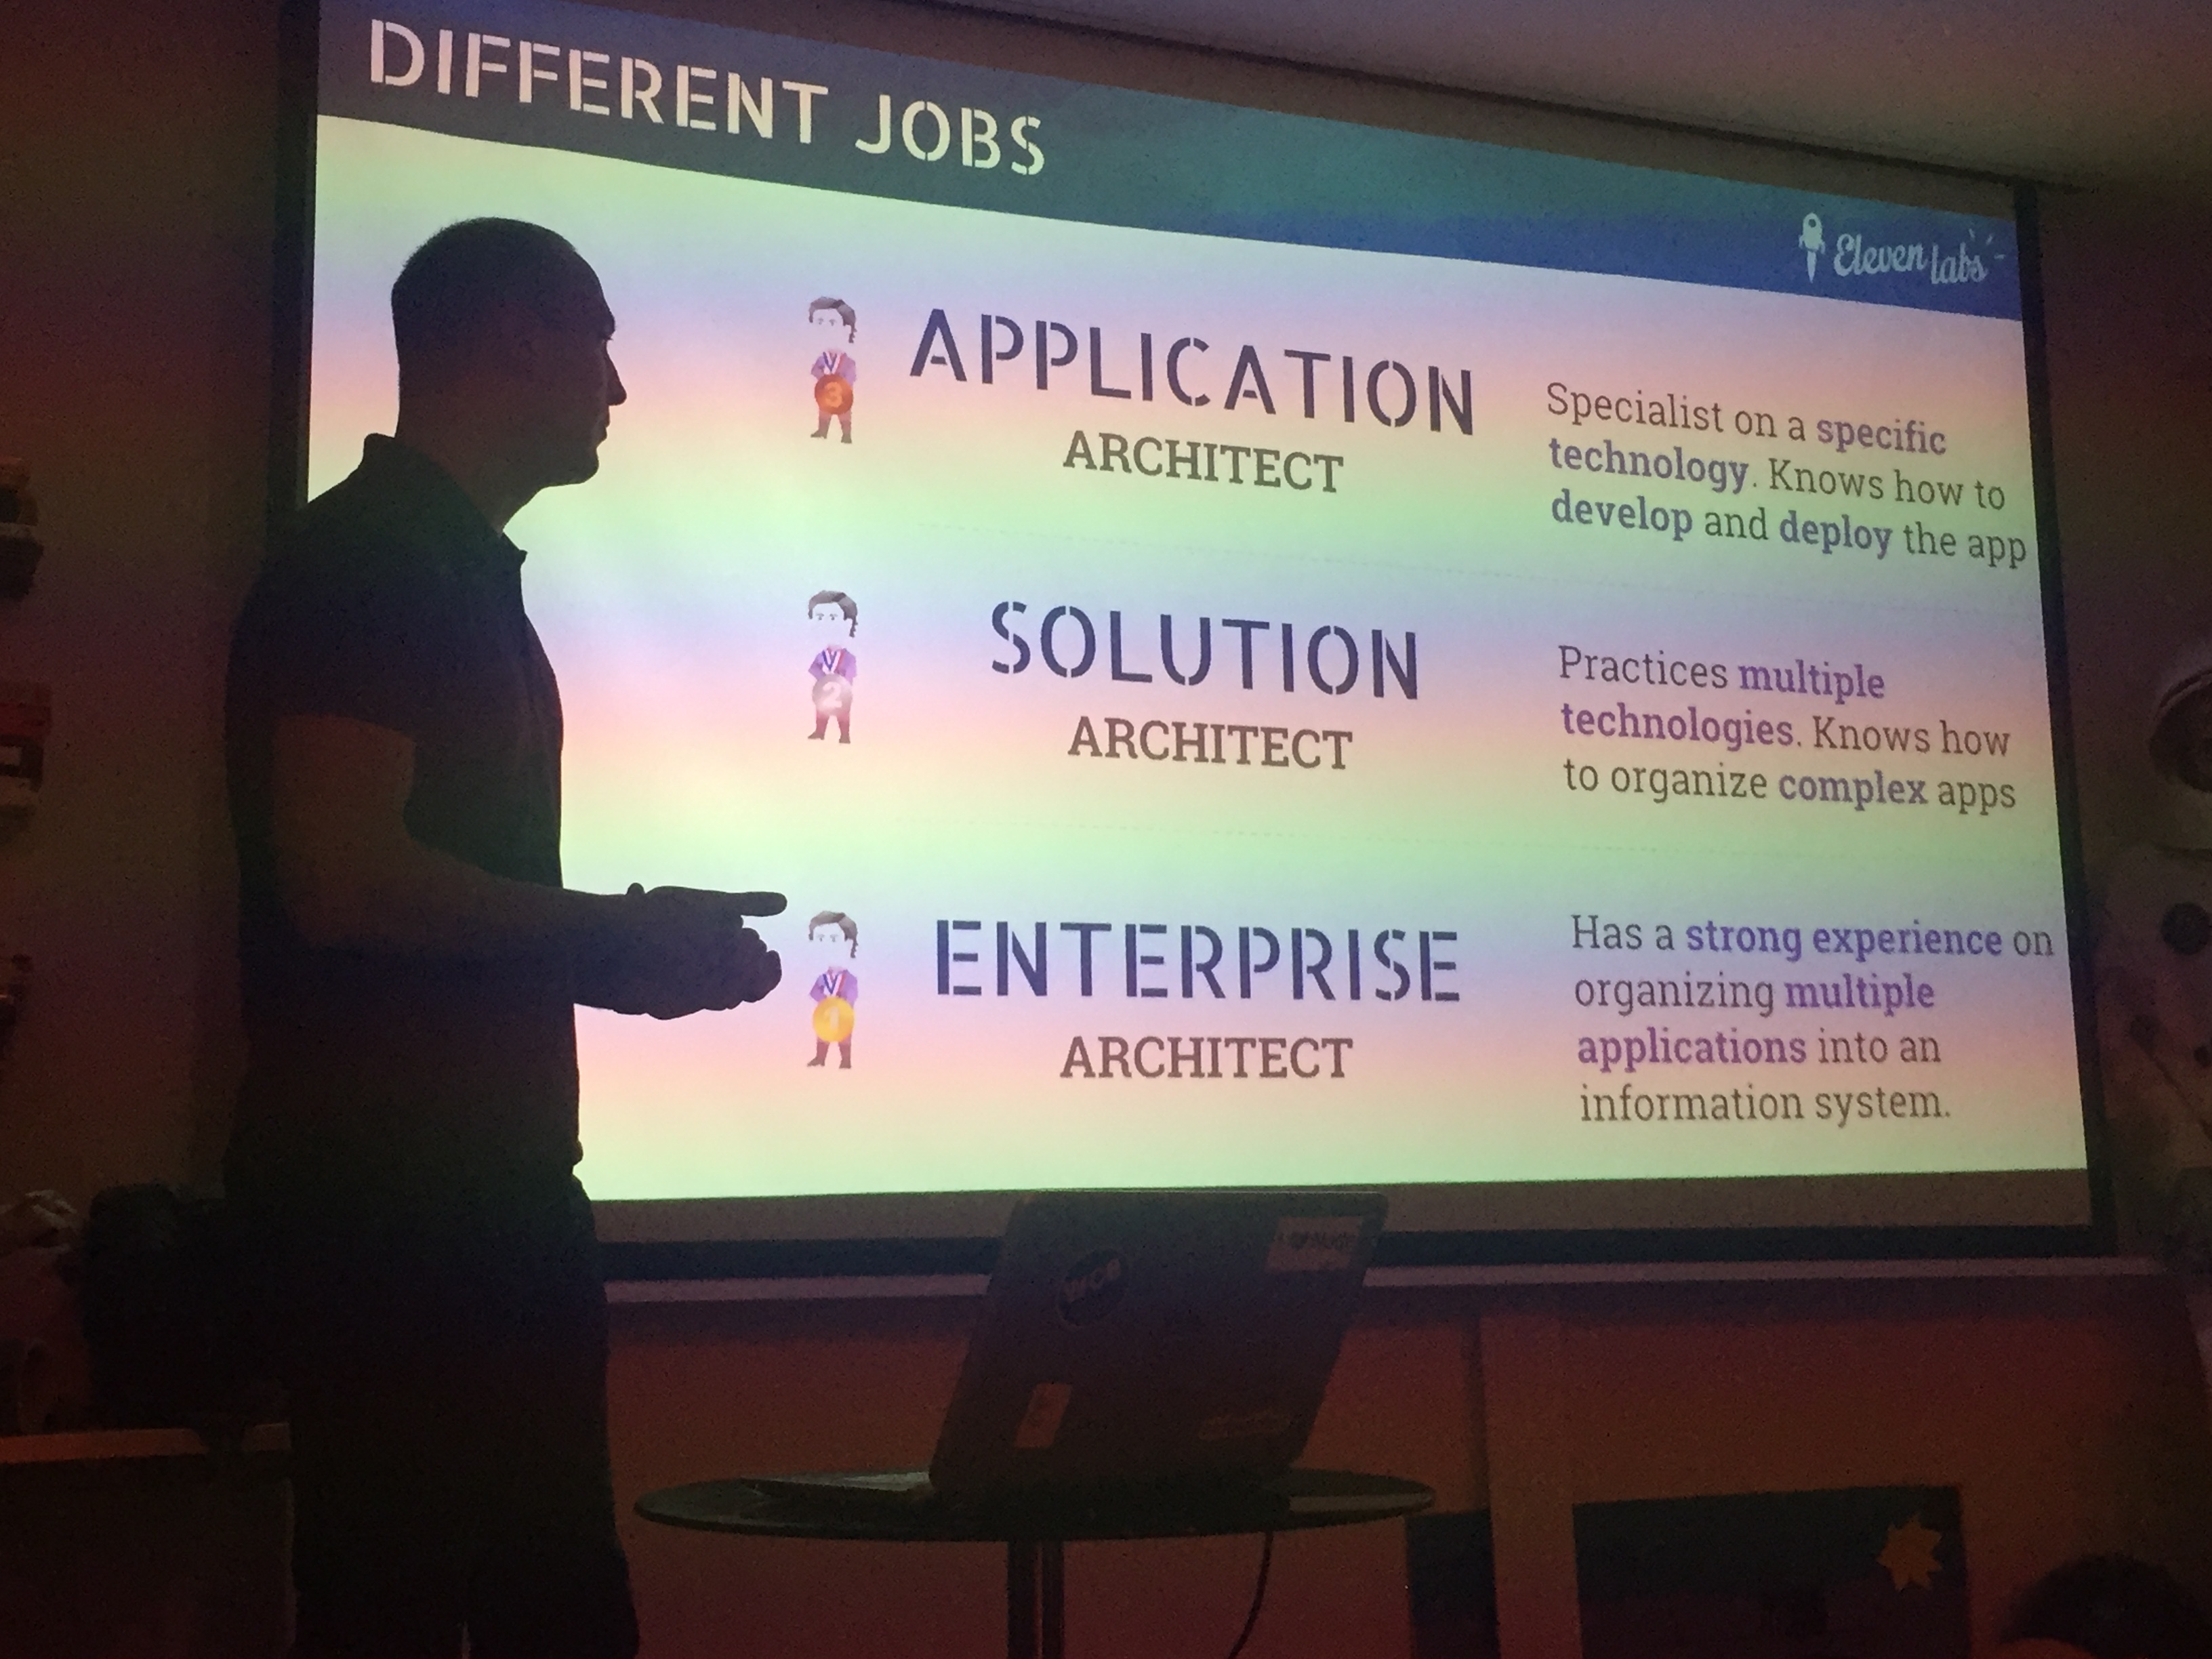 DIFFERENT JOBS
Eleven Labs
3
APPLICATION
ARCHITECT
Specialist on a specific
technology. Knows how to
develop and deploy the app
2
SOLUTION
ARCHITECT
Practices multiple
technologies. Knows how
to organize complex apps
1
ENTERPRISE
ARCHITECT
Has a strong experience on
organizing multiple
applications into an
information system.